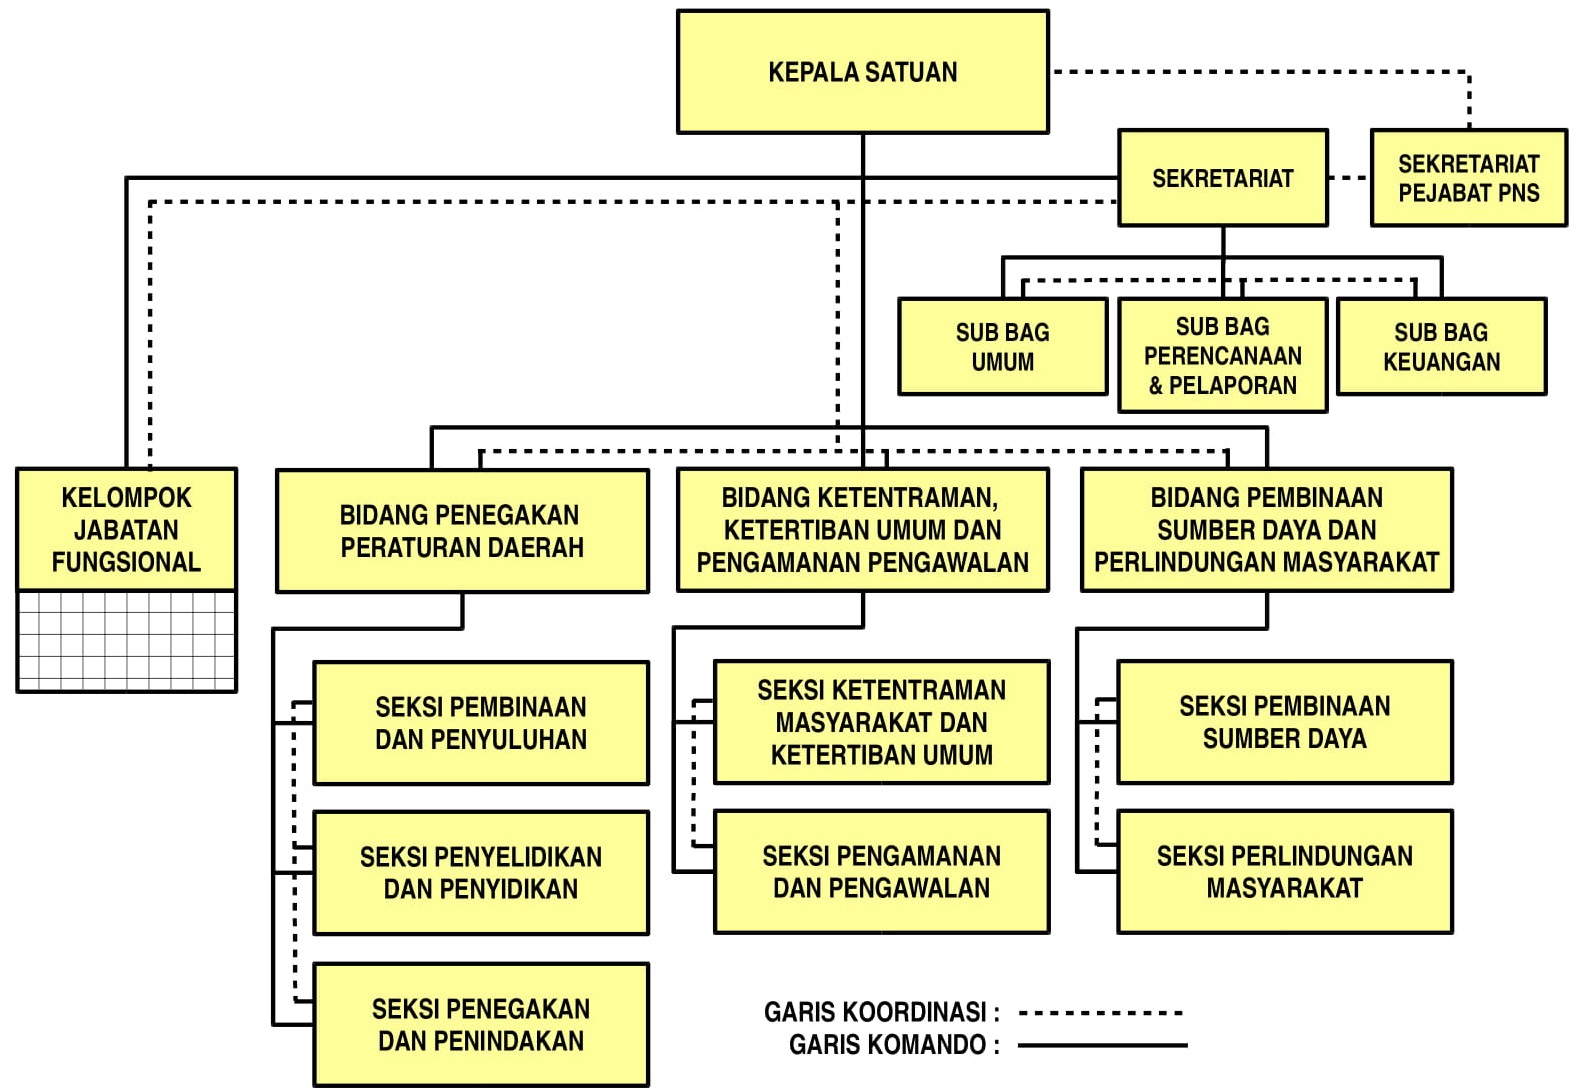 KEPALA SATUAN
SEKRETARIAT
SEKRETARIAT
PEJABAT PNS
SUB BAG
UMUM
SUB BAG
PERENCANAAN
& PELAPORAN
SUB BAG
KEUANGAN
KELOMPOK
JABATAN
FUNGSIONAL
BIDANG PENEGAKAN
PERATURAN DAERAH
BIDANG KETENTRAMAN,
KETERTIBAN UMUM DAN
PENGAMANAN PENGAWALAN
BIDANG PEMBINAAN
SUMBER DAYA DAN
PERLINDUNGAN MASYARAKAT
SEKSI PEMBINAAN
DAN PENYULUHAN
SEKSI KETENTRAMAN
MASYARAKAT DAN
KETERTIBAN UMUM
SEKSI PEMBINAAN
SUMBER DAYA
SEKSI PENYELIDIKAN
DAN PENYIDIKAN
SEKSI PENGAMANAN
DAN PENGAWALAN
SEKSI PERLINDUNGAN
MASYARAKAT
SEKSI PENEGAKAN
DAN PENINDAKAN
GARIS KOORDINASI :
GARIS KOMANDO :